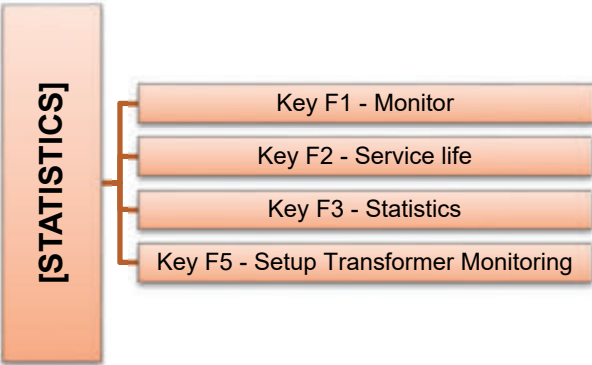 [STATISTICS]
Key F1 - Monitor
Key F2 - Service life
Key F3 - Statistics
Key F5 - Setup Transformer Monitoring